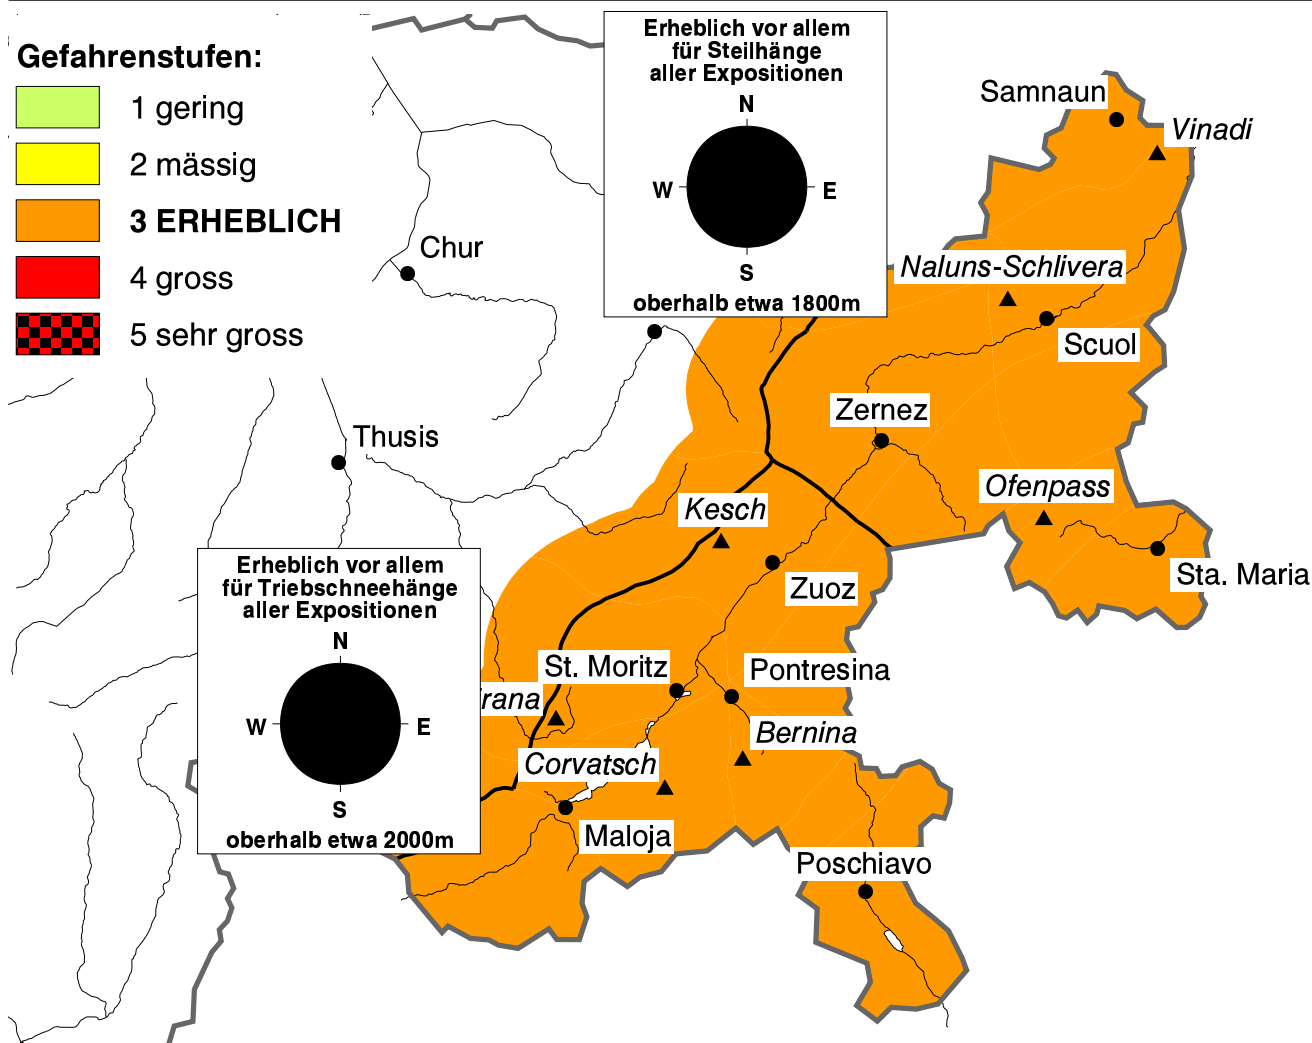 Gefahrenstufen:
1 gering
2 mässig
3 ERHEBLICH
4 gross
5 sehr gross
Erheblich vor allem
für Steilhänge
aller Expositionen
N
W
E
S
oberhalb etwa 1800m
Samnaun
Vinadi
Chur
Naluns-Schlivera
Scuol
Zernez
Thusis
Ofenpass
Kesch
Sta. Maria
Zuoz
Erheblich vor allem
für Triebschneehänge
aller Expositionen
N
W
E
S
oberhalb etwa 2000m
St. Moritz
Pontresina
rana
Bernina
Corvatsch
Maloja
Poschiavo